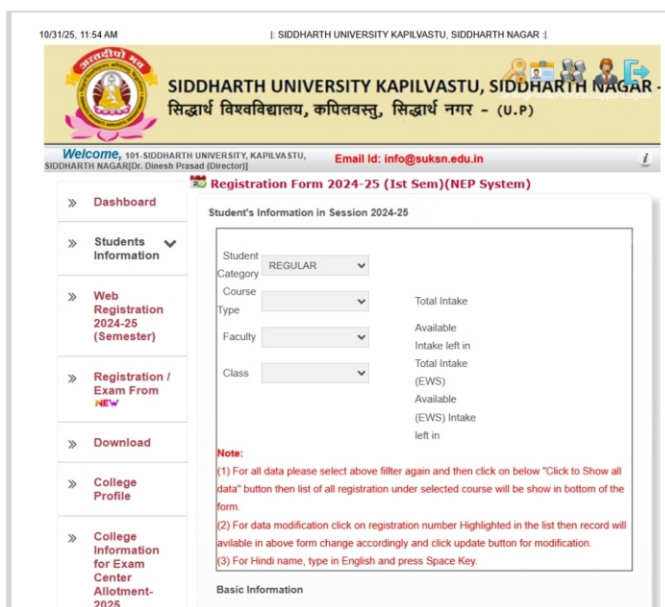 10/31/25, 11:54 AM
|: SIDDHARTH UNIVERSITY KAPILVASTU, SIDDHARTH NAGAR :|
SIDDHARTH UNIVERSITY KAPILVASTU, SIDDHARTH NAGAR -
सिद्धार्थ विश्वविद्यालय, कपिलवस्तु, सिद्धार्थ नगर - (U.P)
Welcome, 101-SIDDHARTH UNIVERSITY, KAPILVASTU,
SIDDHARTH NAGAR[Dr. Dinesh Prasad (Director)]
Email Id: info@suksn.edu.in
Registration Form 2024-25 (Ist Sem)(NEP System)
Dashboard
Students
Information
Web
Registration
2024-25
(Semester)
Registration /
Exam From
NEW
Download
College
Profile
College
Information
for Exam
Center
Allotment-
2025
Student's Information in Session 2024-25
Student
Category
REGULAR
Course
Type
Faculty
Class
Total Intake
Available
Intake left in
Total Intake
(EWS)
Available
(EWS) Intake
left in
Note:
(1) For all data please select above fillter again and then click on below "Click to Show all
data" button then list of all registration under selected course will be show in bottom of the
form.
(2) For data modification click on registration number Highlighted in the list then record will
avilable in above form change accordingly and click update button for modification.
(3) For Hindi name, type in English and press Space Key.
Basic Information